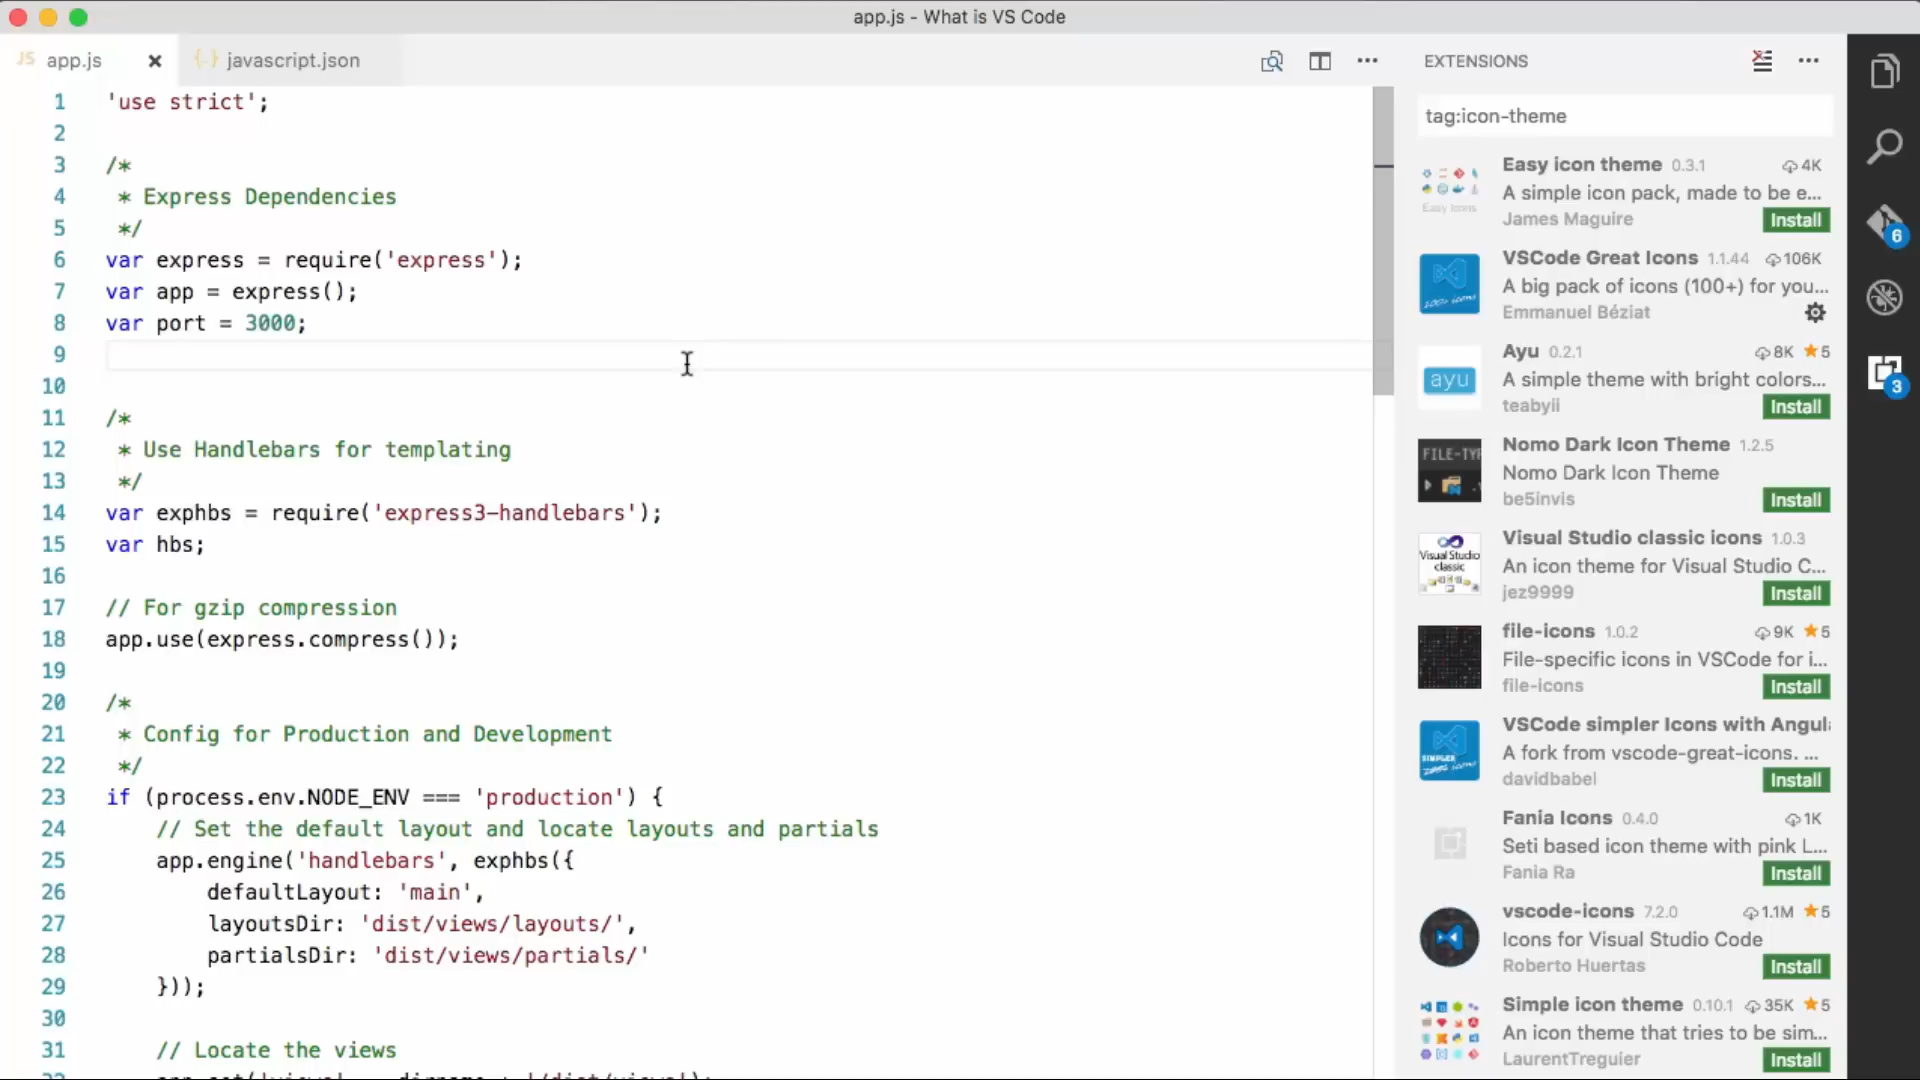 app.js - What is VS Code
JS app.js
{ } javascript.json
EXTENSIONS
tag:icon-theme
1 'use strict';
2
3 /*
4 * Express Dependencies
5 */
6 var express = require('express');
7 var app = express();
8 var port = 3000;
9
10
11 /*
12 * Use Handlebars for templating
13 */
14 var exphbs = require('express3-handlebars');
15 var hbs;
16
17 // For gzip compression
18 app.use(express.compress());
19
20 /*
21 * Config for Production and Development
22 */
23 if (process.env.NODE_ENV === 'production') {
24 // Set the default layout and locate layouts and partials
25 app.engine('handlebars', exphbs({
26 defaultLayout: 'main',
27 layoutsDir: 'dist/views/layouts/',
28 partialsDir: 'dist/views/partials/'
29 }));
30
31 // Locate the views
Easy Icons
Easy icon theme 0.3.1 4K
A simple icon pack, made to be e...
James Maguire Install
VSCode Great Icons 1.1.44 106K
A big pack of icons (100+) for you...
Emmanuel Béziat
ayu
Ayu 0.2.1 8K 5
A simple theme with bright colors...
teabyii Install
FILE-TYP
Nomo Dark Icon Theme 1.2.5
Nomo Dark Icon Theme
be5invis Install
Visual Studio
classic
Visual Studio classic icons 1.0.3
An icon theme for Visual Studio C...
jez9999 Install
file-icons 1.0.2 9K 5
File-specific icons in VSCode for i...
file-icons Install
SIMPLER
VSCode simpler Icons with Angul
A fork from vscode-great-icons. ...
davidbabel Install
Fania Icons 0.4.0 1K
Seti based icon theme with pink L...
Fania Ra Install
vscode-icons 7.2.0 1.1M 5
Icons for Visual Studio Code
Roberto Huertas Install
Simple icon theme 0.10.1 35K 5
An icon theme that tries to be sim...
LaurentTreguier Install
6
3